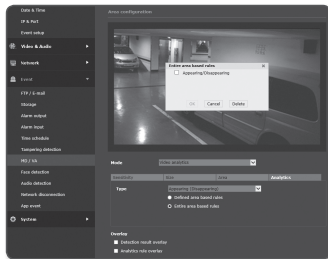 Date & Time
IP & Port
Event setup
Video & Audio
Network
Event
FTP / E-mail
Storage
Alarm output
Alarm input
Time schedule
Tampering detection
MD / VA
Face detection
Audio detection
Network disconnection
App event
System
Area configuration
Entire area based rules
Appearing/Disappearing
OK Cancel Delete
Mode Video analytics
Sensitivity Size Area Analytics
Type Appearing (Disappearing)
Defined area based rules
Entire area based rules
Overlay
Detection result overlay
Analytics rule overlay